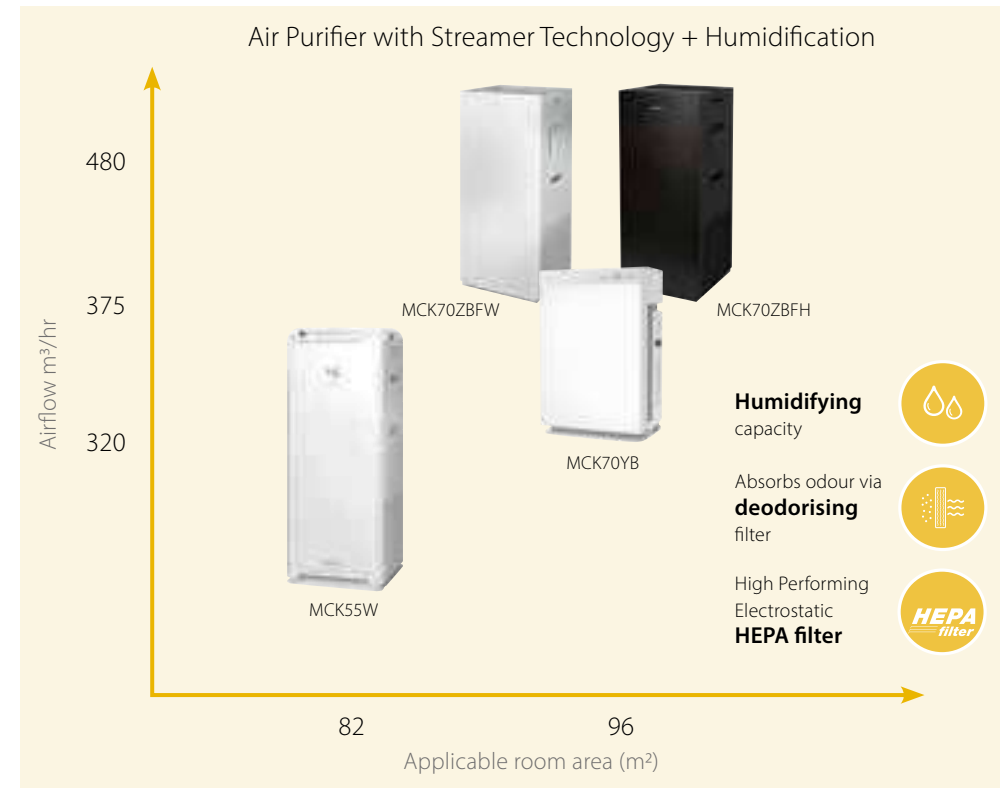 Air Purifier with Streamer Technology + Humidification
480
375
320
Airflow m³/hr
MCK70ZBFW
MCK70ZBFH
MCK70YB
MCK55W
Humidifying
capacity
Absorbs odour via
deodorising
filter
High Performing
Electrostatic
HEPA filter
HEPA
filter
82
96
Applicable room area (m²)